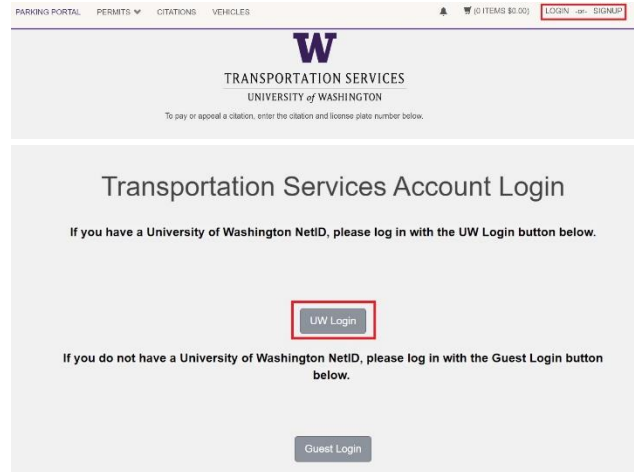 PARKING PORTAL PERMITS CITATIONS VEHICLES (0 ITEMS $0.00) LOGIN -or- SIGNUP
W
TRANSPORTATION SERVICES
UNIVERSITY of WASHINGTON
To pay or appeal a citation, enter the citation and license plate number below.
Transportation Services Account Login
If you have a University of Washington NetID, please log in with the UW Login button below.
UW Login
If you do not have a University of Washington NetID, please log in with the Guest Login button
below.
Guest Login